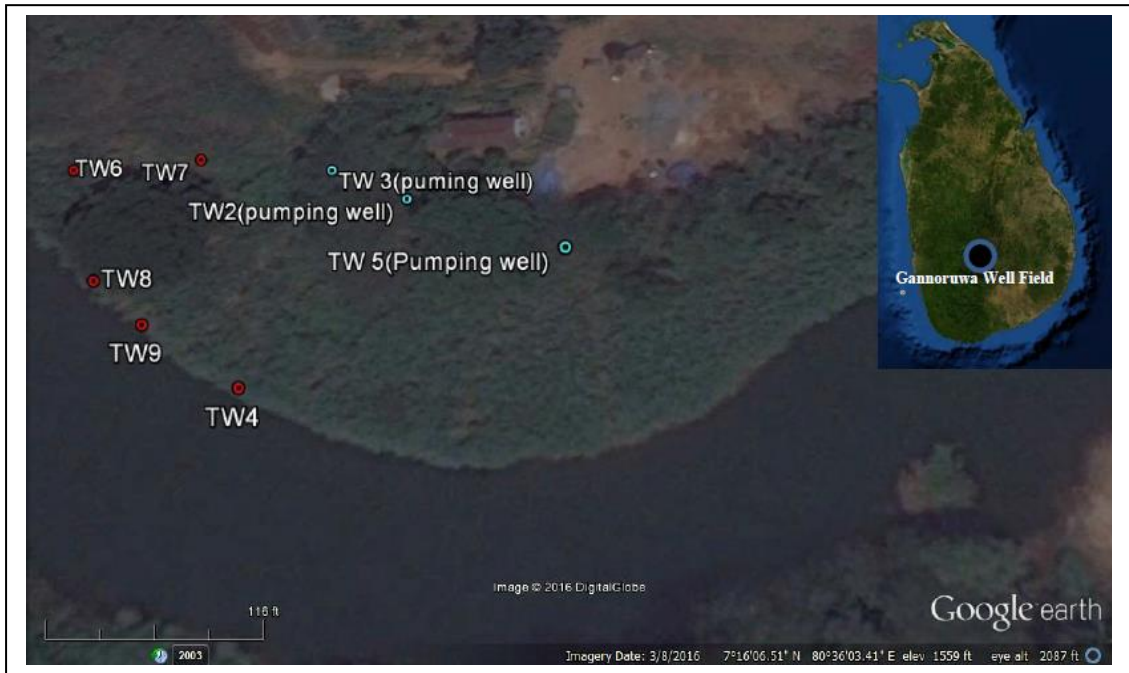 TW6
TW7
TW 3(puming well)
TW2(pumping well)
TW 5(Pumping well)
TW8
TW9
TW4
Gannoruwa Well Field
Image © 2016 DigitalGlobe
Google earth
116 ft
2003
Imagery Date: 3/8/2016 7°16'06.51" N 80°36'03.41" E elev 1559 ft eye alt 2087 ft